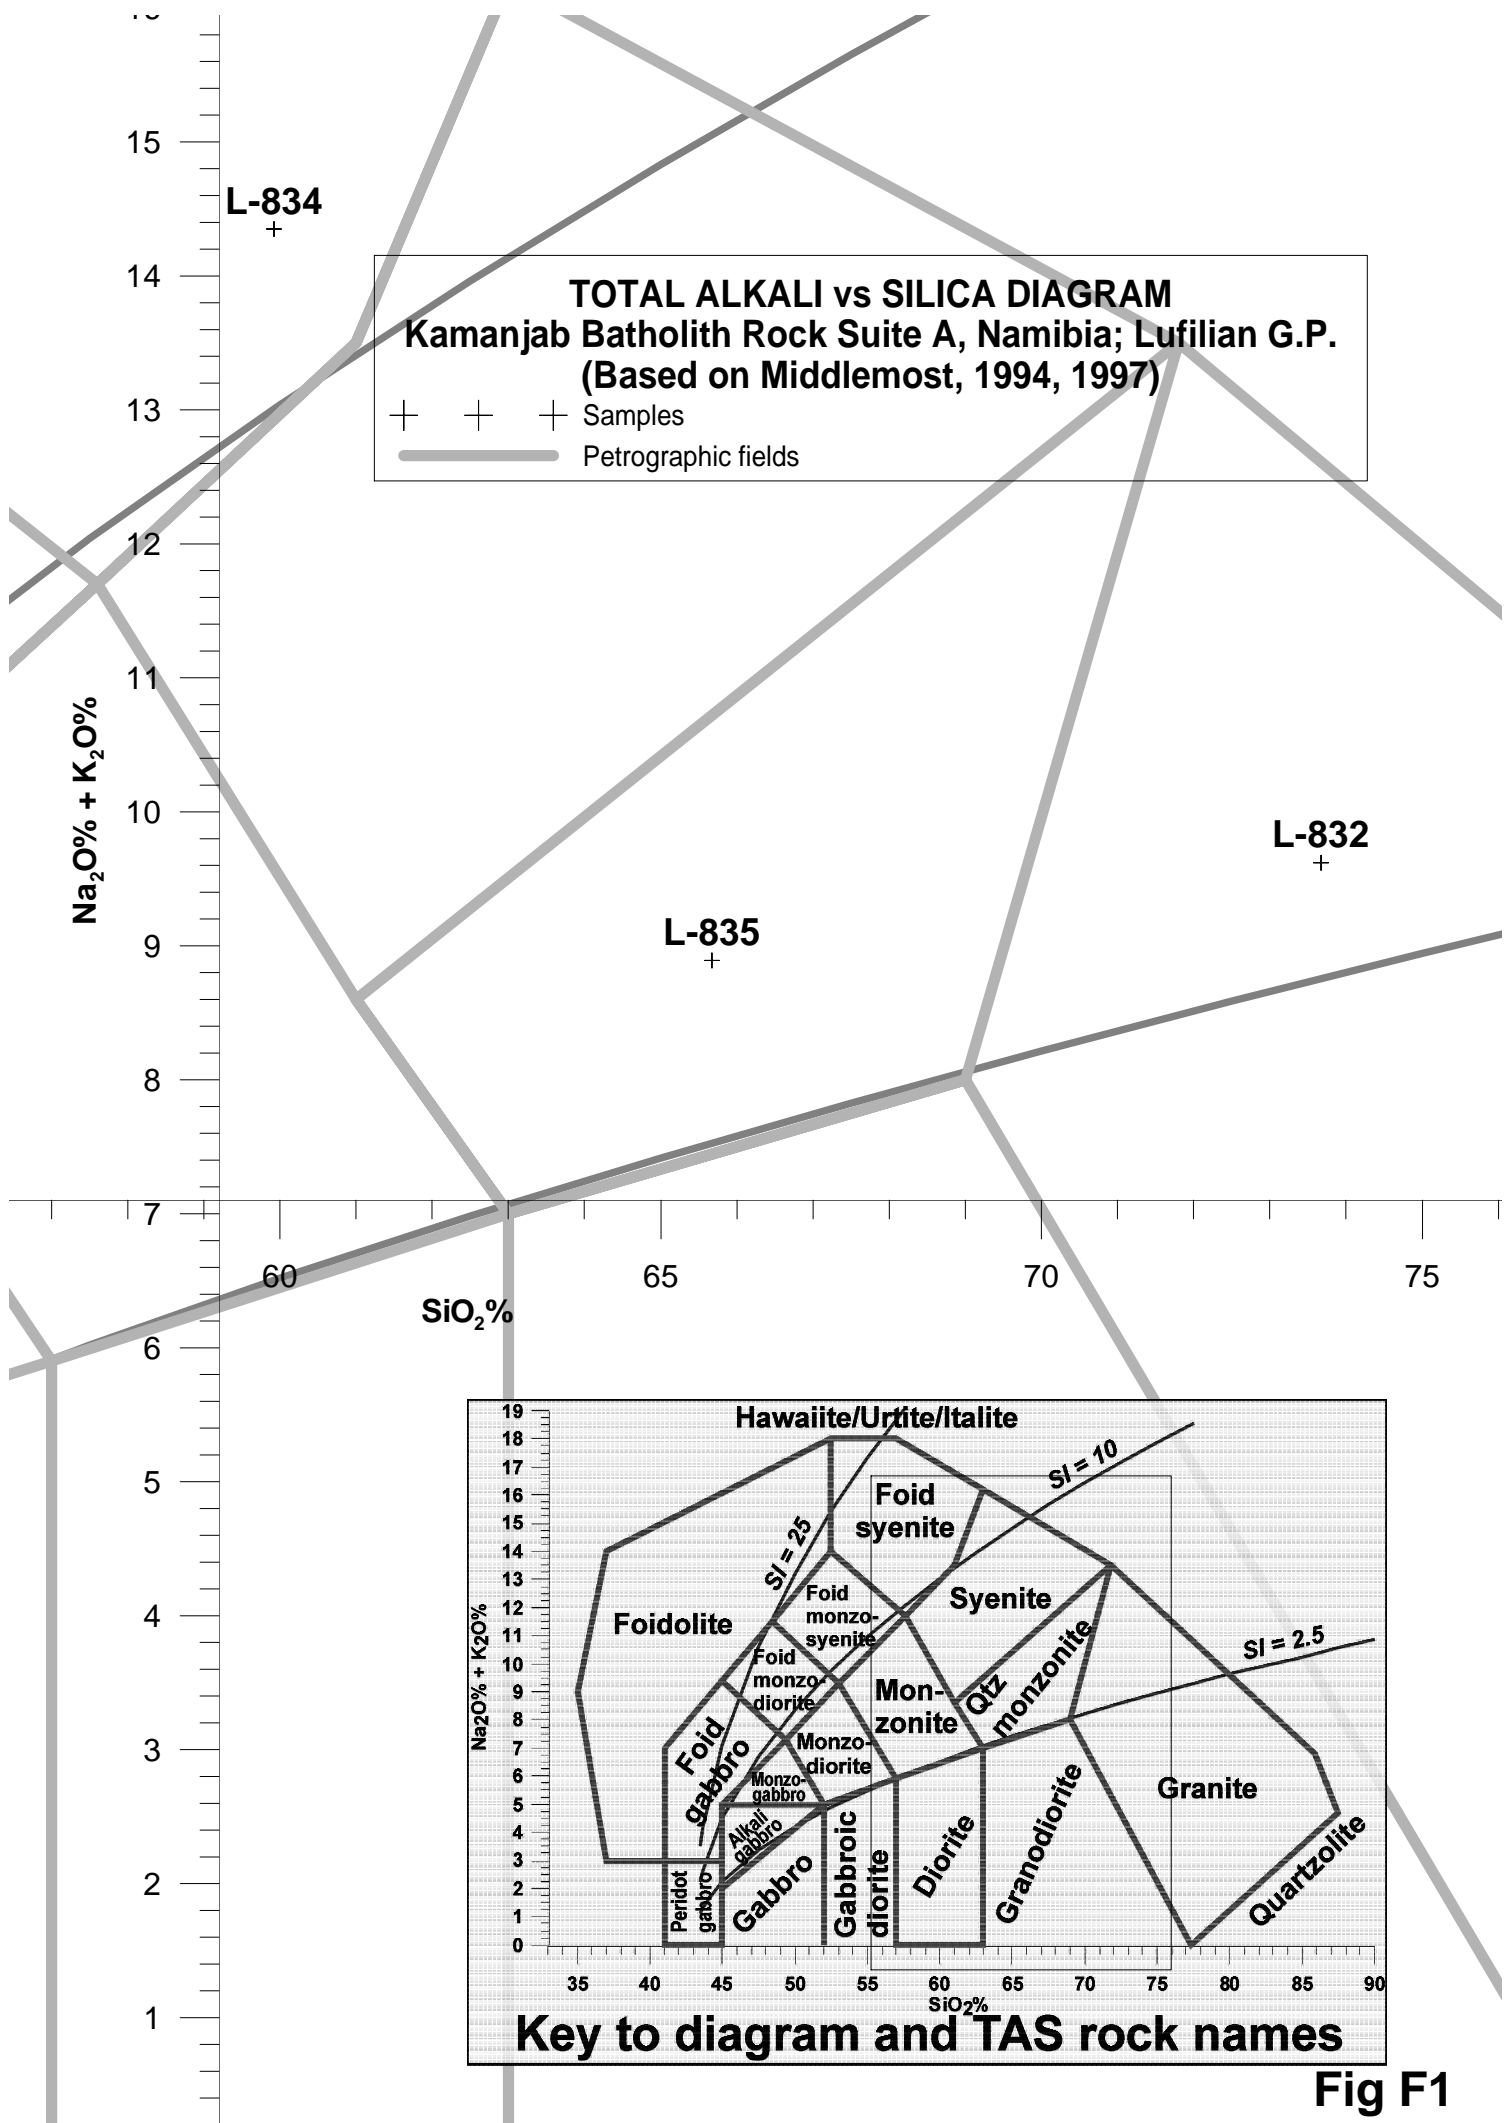 15
L-834
14
TOTAL ALKALI vs SILICA DIAGRAM
Kamanjab Batholith Rock Suite A, Namibia; Lufilian G.P.
(Based on Middlemost, 1994, 1997)
Samples
Petrographic fields
13
12
11
Na2O% + K2O%
10
L-832
L-835
9
8
7
60 65 70 75
SiO2%
6
5
4
3
2
1
Hawaiite/Urtite/Italite
SI = 10
Foid
syenite
SI = 25
Foid
monzo-
syenite
Syenite
Foidolite
SI = 2.5
Foid
monzo-
diorite
Mon-
zonite
Qtz
monzonite
Foid
gabbro
Monzo-
diorite
Monzo-
gabbro
Granite
Alkali
gabbro
Gabbroic
diorite
Diorite
Granodiorite
Peridot
gabbro
Gabbro
Quartzolite
Na2O% + K2O%
19
18
17
16
15
14
13
12
11
10
9
8
7
6
5
4
3
2
1
0
35 40 45 50 55 60 65 70 75 80 85 90
SiO2%
Key to diagram and TAS rock names
Fig F1